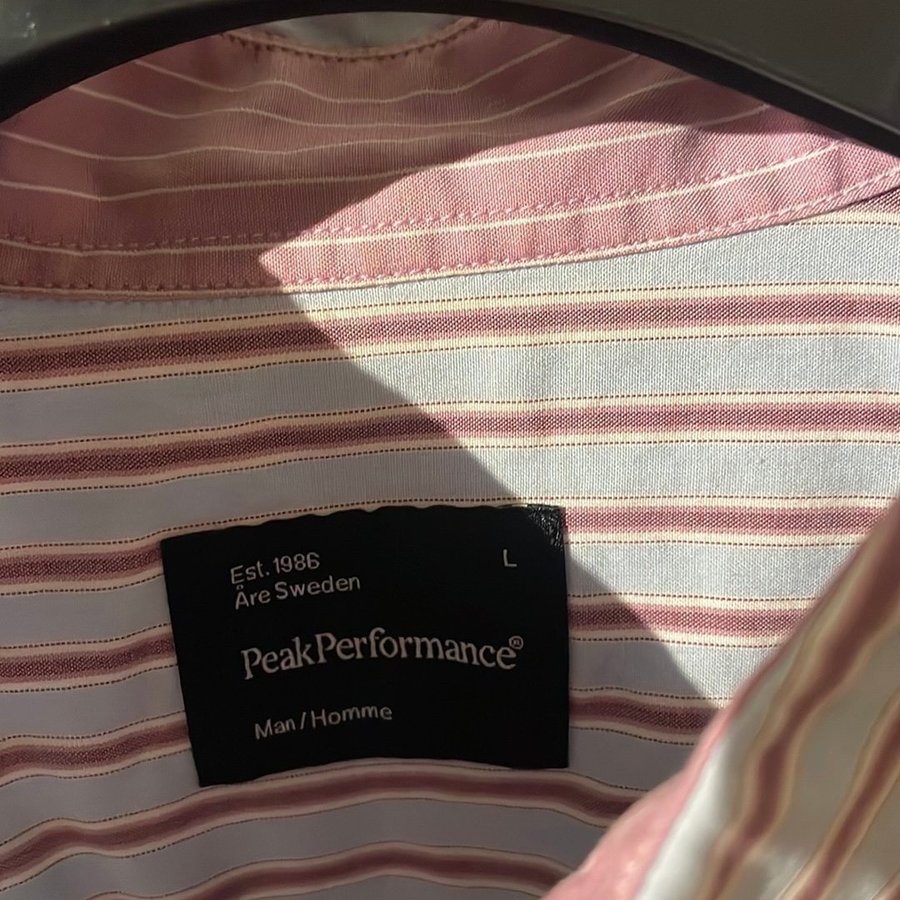 Est. 1986 L
Åre Sweden
PeakPerformance®
Man/Homme